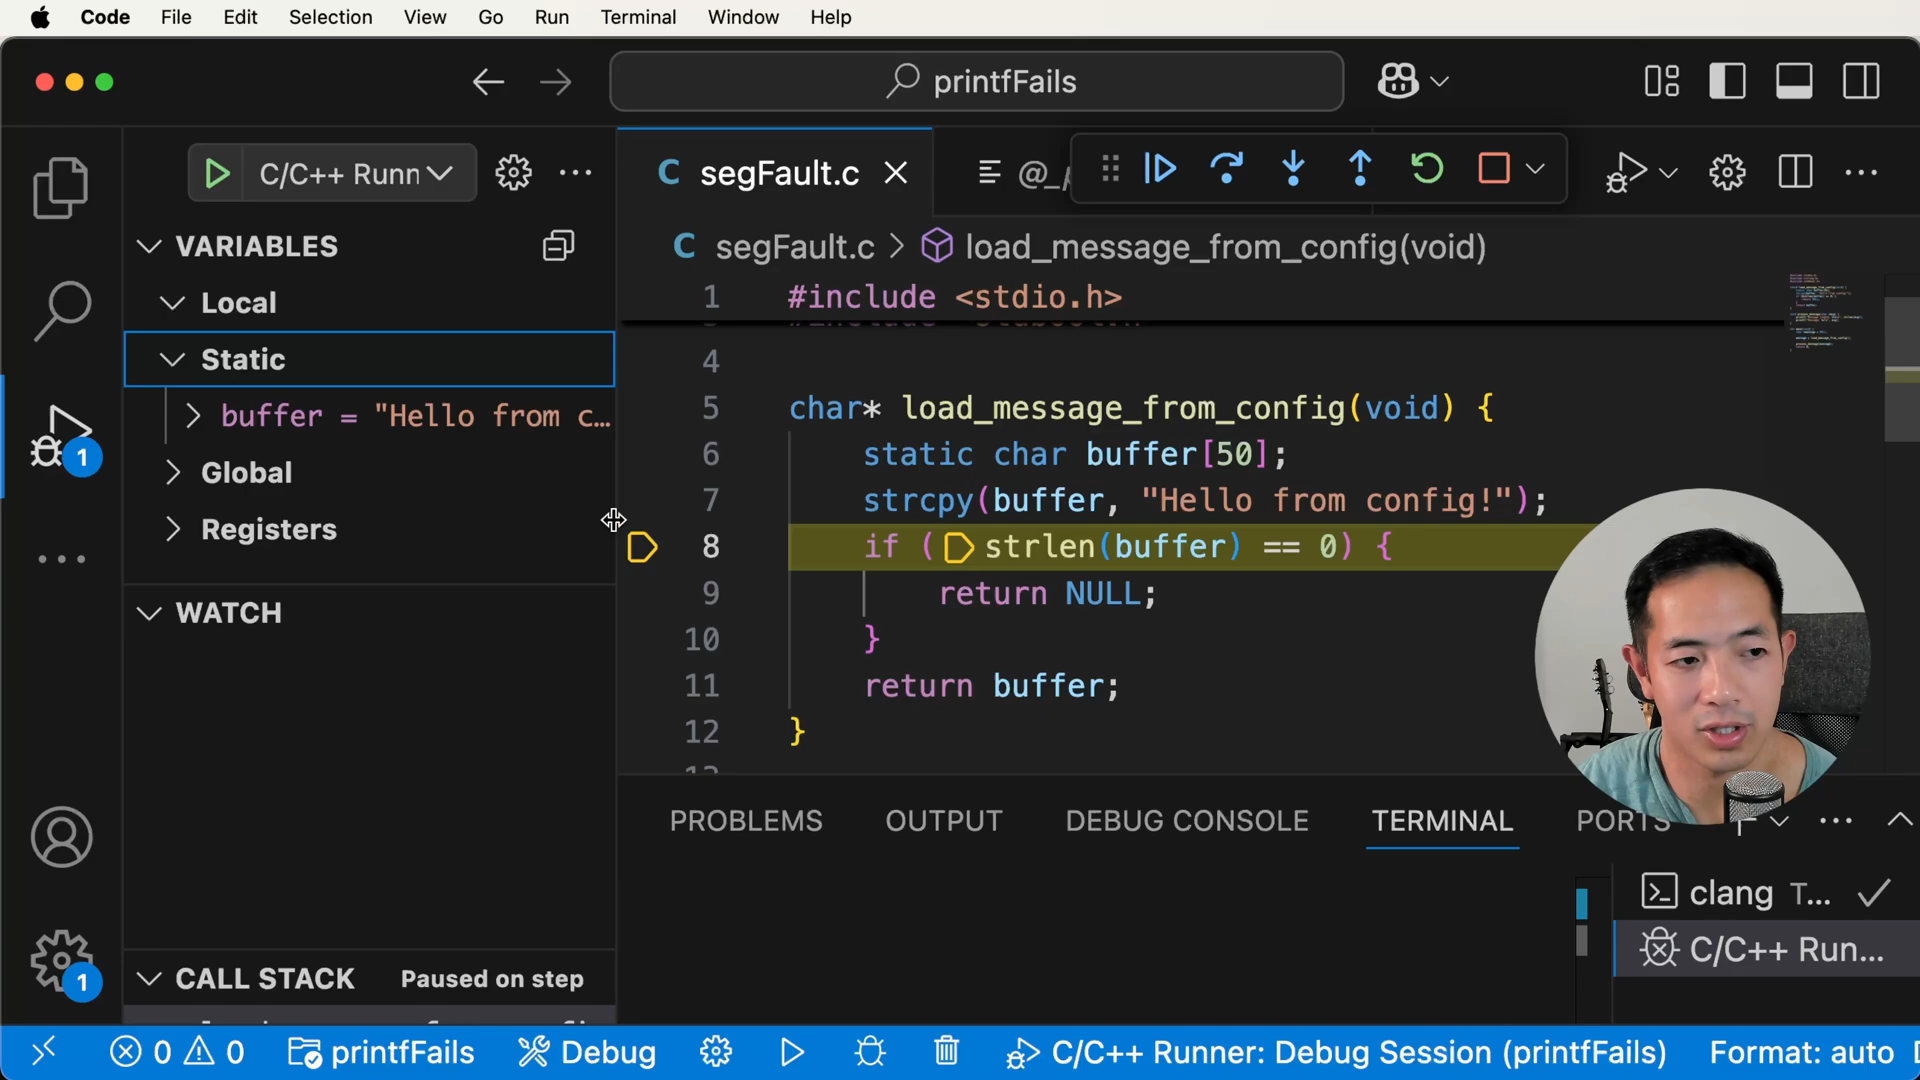 Code File Edit Selection View Go Run Terminal Window Help
printfFails
C/C++ Runn
C segFault.c
VARIABLES
C segFault.c > load_message_from_config(void)
Local
Static
buffer = "Hello from c...
Global
Registers
WATCH
CALL STACK Paused on step
1 #include <stdio.h>
4
5 char* load_message_from_config(void) {
6 static char buffer[50];
7 strcpy(buffer, "Hello from config!");
8 if (strlen(buffer) == 0) {
9 return NULL;
10 }
11 return buffer;
12 }
PROBLEMS OUTPUT DEBUG CONSOLE TERMINAL PORTS
clang T...
C/C++ Run...
1
1
0 0 printfFails Debug C/C++ Runner: Debug Session (printfFails) Format: auto